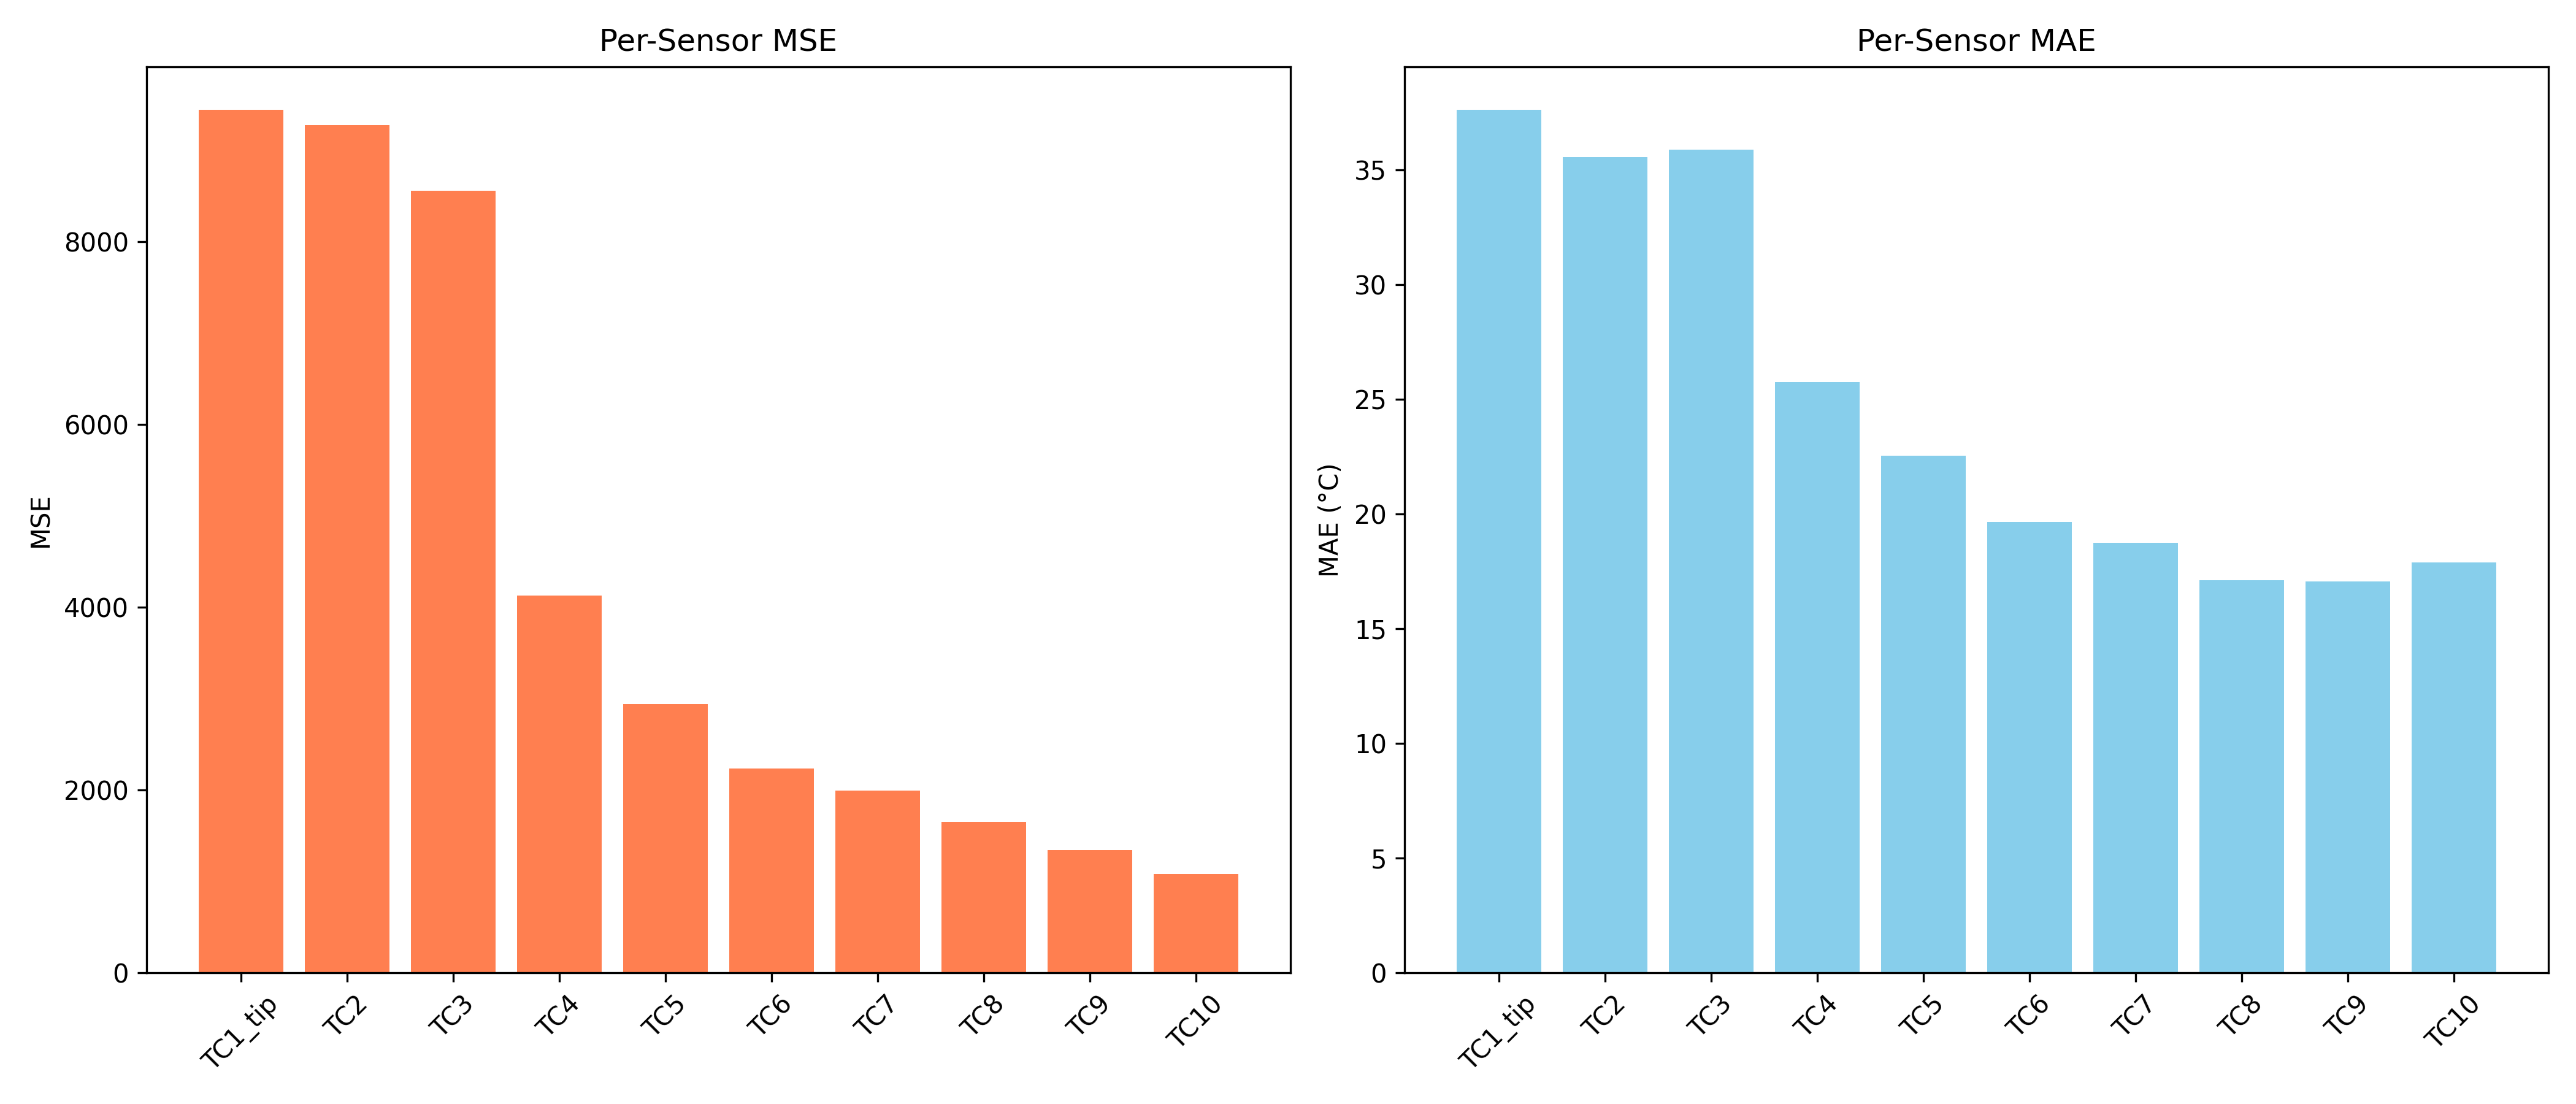 Per-Sensor MSE
MSE
8000
6000
4000
2000
0
TC1_tip
TC2
TC3
TC4
TC5
TC6
TC7
TC8
TC9
TC10
Per-Sensor MAE
MAE (°C)
35
30
25
20
15
10
5
0
TC1_tip
TC2
TC3
TC4
TC5
TC6
TC7
TC8
TC9
TC10